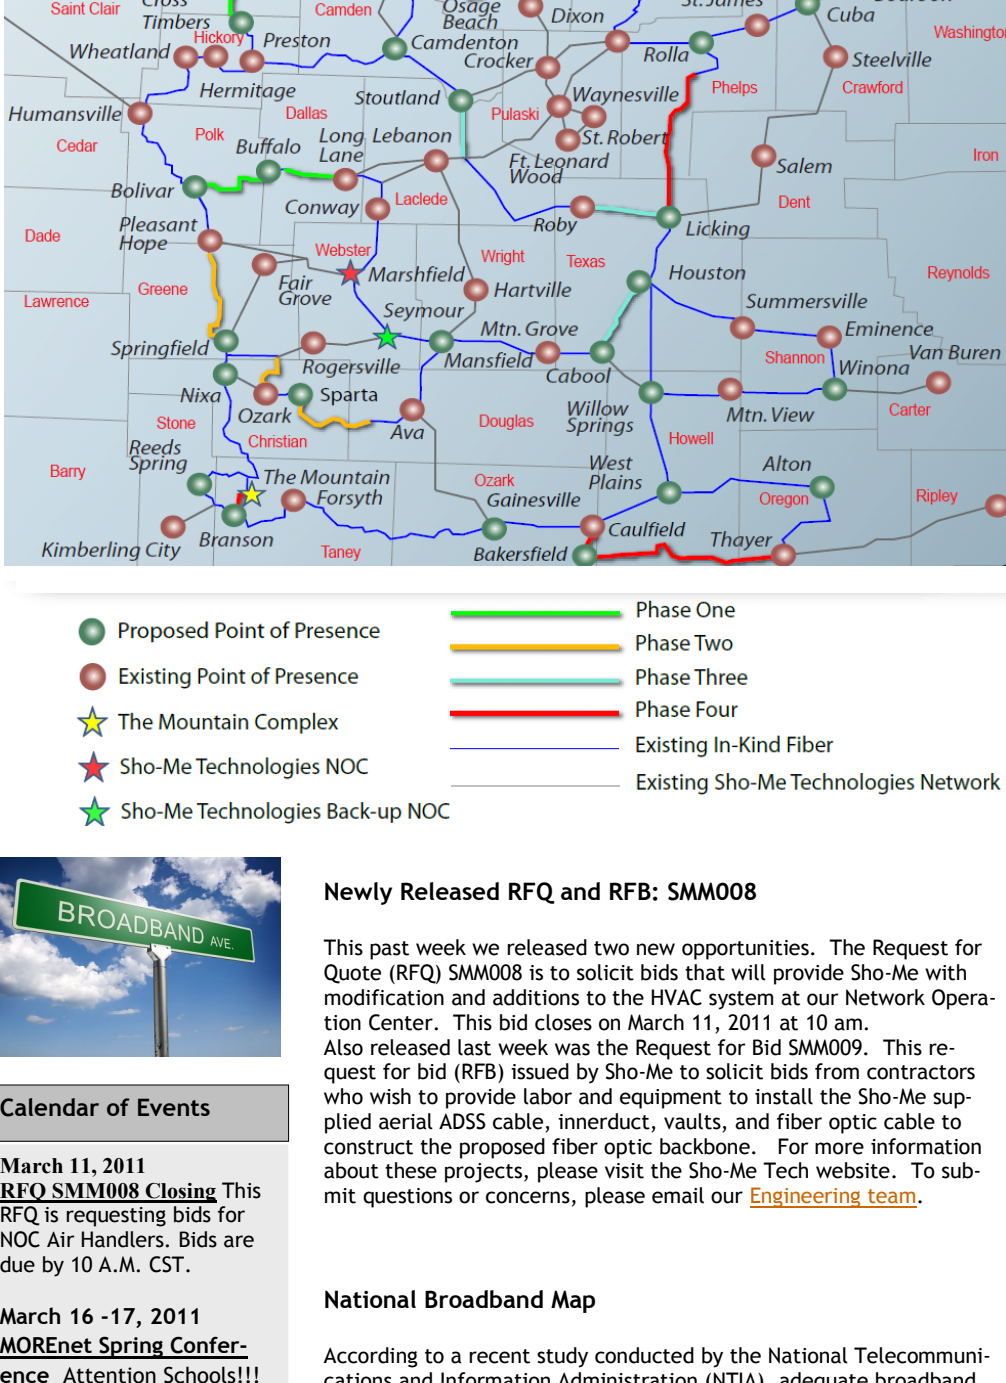 Saint Clair
Cross
Timbers
Hickory
Camden
Osage
Beach
Dixon
St. James
Cuba
Bourbon
Washington
Wheatland
Preston
Camdenton
Crocker
Rolla
Steelville
Hermitage
Stoutland
Waynesville
Phelps
Crawford
Humansville
Dallas
Pulaski
Cedar
Polk
Buffalo
Long
Lane
Lebanon
St. Robert
Ft. Leonard
Wood
Salem
Iron
Bolivar
Conway
Laclede
Roby
Licking
Dent
Pleasant
Hope
Dade
Webster
Wright
Texas
Houston
Reynolds
Greene
Fair
Grove
Marshfield
Hartville
Summersville
Lawrence
Seymour
Mtn. Grove
Eminence
Springfield
Rogersville
Mansfield
Cabool
Shannon
Winona
Van Buren
Nixa
Ozark
Sparta
Ava
Douglas
Willow
Springs
Mtn. View
Carter
Stone
Christian
Howell
Reeds
Spring
Barry
The Mountain
Forsyth
Ozark
Gainesville
West
Plains
Alton
Oregon
Ripley
Kimberling City
Branson
Taney
Bakersfield
Caulfield
Thayer
Proposed Point of Presence
Existing Point of Presence
The Mountain Complex
Sho-Me Technologies NOC
Sho-Me Technologies Back-up NOC
Phase One
Phase Two
Phase Three
Phase Four
Existing In-Kind Fiber
Existing Sho-Me Technologies Network
BROADBAND AVE.
Calendar of Events
March 11, 2011
RFQ SMM008 Closing This
RFQ is requesting bids for
NOC Air Handlers. Bids are
due by 10 A.M. CST.
March 16 -17, 2011
MOREnet Spring Confer-
ence Attention Schools!!!
Newly Released RFQ and RFB: SMM008
This past week we released two new opportunities. The Request for
Quote (RFQ) SMM008 is to solicit bids that will provide Sho-Me with
modification and additions to the HVAC system at our Network Opera-
tion Center. This bid closes on March 11, 2011 at 10 am.
Also released last week was the Request for Bid SMM009. This re-
quest for bid (RFB) issued by Sho-Me to solicit bids from contractors
who wish to provide labor and equipment to install the Sho-Me sup-
plied aerial ADSS cable, innerduct, vaults, and fiber optic cable to
construct the proposed fiber optic backbone. For more information
about these projects, please visit the Sho-Me Tech website. To sub-
mit questions or concerns, please email our Engineering team.
National Broadband Map
According to a recent study conducted by the National Telecommuni-
cations and Information Administration (NTIA), adequate broadband